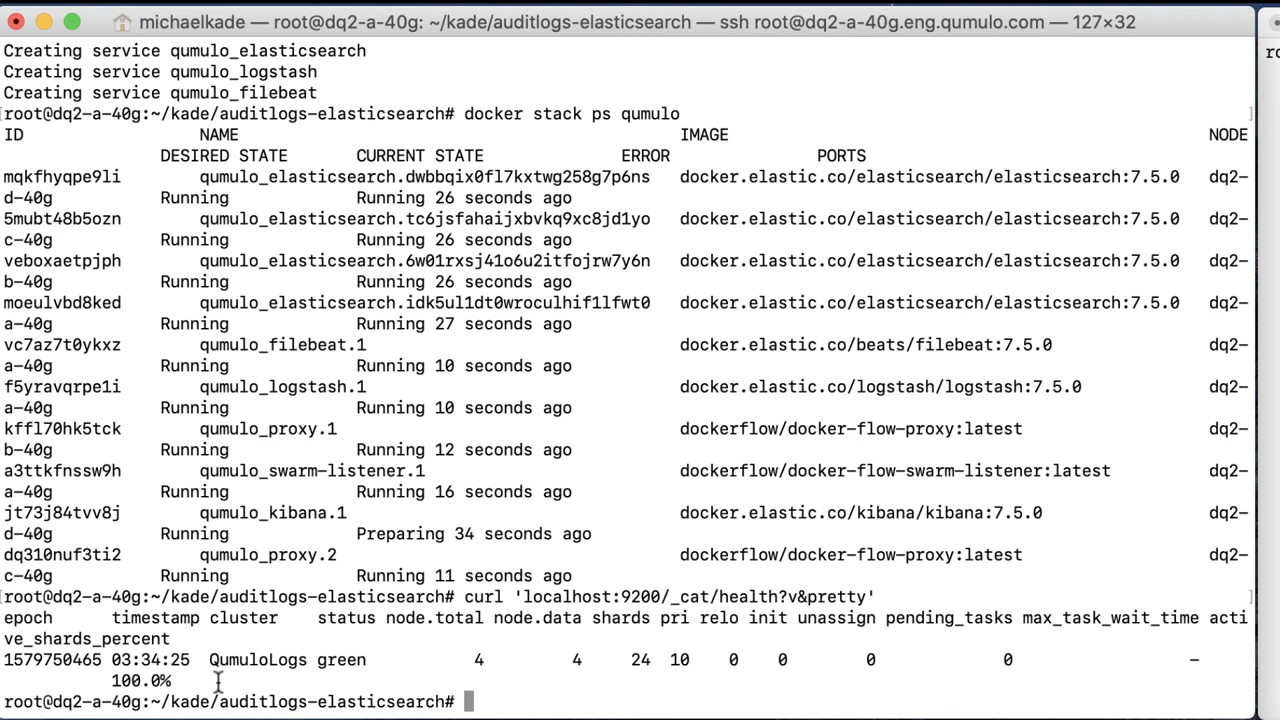 michaelkade — root@dq2-a-40g: ~/kade/auditlogs-elasticsearch — ssh root@dq2-a-40g.eng.qumulo.com — 127×32
Creating service qumulo_elasticsearch
Creating service qumulo_logstash
Creating service qumulo_filebeat
[root@dq2-a-40g:~/kade/auditlogs-elasticsearch# docker stack ps qumulo ]
ID NAME IMAGE NODE
DESIRED STATE CURRENT STATE ERROR PORTS
mqkfhyqpe9li qumulo_elasticsearch.dwbbqix0fl7kxtwg258g7p6ns docker.elastic.co/elasticsearch/elasticsearch:7.5.0 dq2-
d-40g Running Running 26 seconds ago
5mubt48b5ozn qumulo_elasticsearch.tc6jsfahaijxbvkq9xc8jd1yo docker.elastic.co/elasticsearch/elasticsearch:7.5.0 dq2-
c-40g Running Running 26 seconds ago
veboxaetpjph qumulo_elasticsearch.6w01rxsj41o6u2itfojrw7y6n docker.elastic.co/elasticsearch/elasticsearch:7.5.0 dq2-
b-40g Running Running 26 seconds ago
moeulvbd8ked qumulo_elasticsearch.idk5ul1dt0wroculhif1lfwt0 docker.elastic.co/elasticsearch/elasticsearch:7.5.0 dq2-
a-40g Running Running 27 seconds ago
vc7az7t0ykxz qumulo_filebeat.1 docker.elastic.co/beats/filebeat:7.5.0 dq2-
a-40g Running Running 10 seconds ago
f5yravqrpe1i qumulo_logstash.1 docker.elastic.co/logstash/logstash:7.5.0 dq2-
a-40g Running Running 10 seconds ago
kffl70hk5tck qumulo_proxy.1 dockerflow/docker-flow-proxy:latest dq2-
b-40g Running Running 12 seconds ago
a3ttkfnssw9h qumulo_swarm-listener.1 dockerflow/docker-flow-swarm-listener:latest dq2-
a-40g Running Running 16 seconds ago
jt73j84tvv8j qumulo_kibana.1 docker.elastic.co/kibana/kibana:7.5.0 dq2-
d-40g Running Preparing 34 seconds ago
dq310nuf3ti2 qumulo_proxy.2 dockerflow/docker-flow-proxy:latest dq2-
c-40g Running Running 11 seconds ago
[root@dq2-a-40g:~/kade/auditlogs-elasticsearch# curl 'localhost:9200/_cat/health?v&pretty' ]
epoch timestamp cluster status node.total node.data shards pri relo init unassign pending_tasks max_task_wait_time acti
ve_shards_percent
1579750465 03:34:25 QumuloLogs green 4 4 24 10 0 0 0 0 -
100.0%
root@dq2-a-40g:~/kade/auditlogs-elasticsearch#